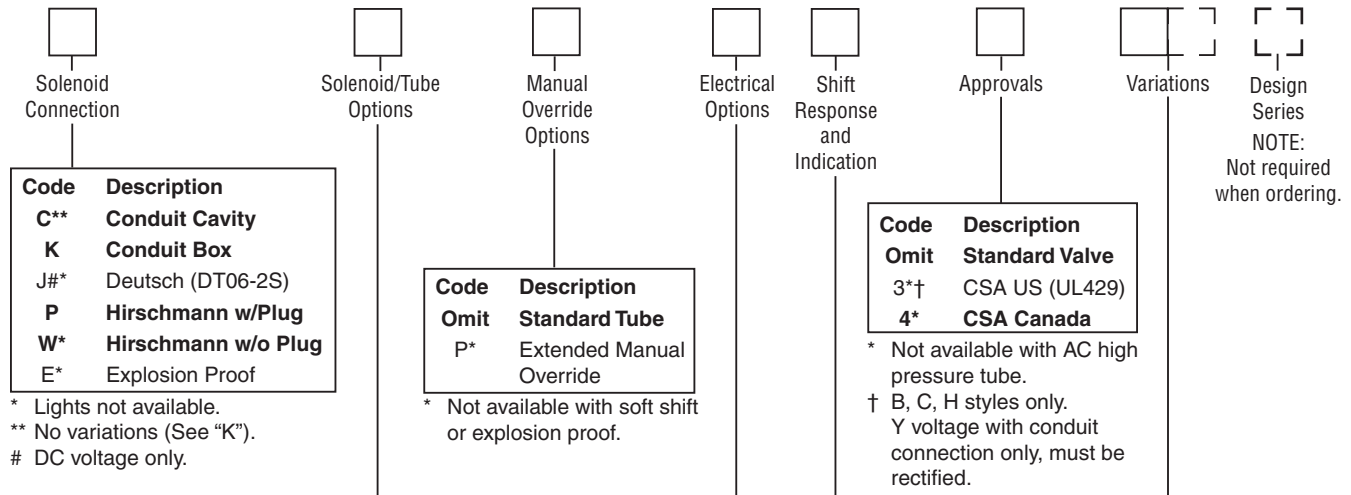 Solenoid
Connection
Solenoid/Tube
Options
Manual
Override
Options
Electrical
Options
Shift
Response
and
Indication
Approvals
Variations
Design
Series
NOTE:
Not required
when ordering.
Code Description
C** Conduit Cavity
K Conduit Box
J#* Deutsch (DT06-2S)
P Hirschmann w/Plug
W* Hirschmann w/o Plug
E* Explosion Proof
* Lights not available.
** No variations (See “K”).
# DC voltage only.
Code Description
Omit Standard Tube
P* Extended Manual
Override
* Not available with soft shift
or explosion proof.
Code Description
Omit Standard Valve
3*† CSA US (UL429)
4* CSA Canada
* Not available with AC high
pressure tube.
† B, C, H styles only.
Y voltage with conduit
connection only, must be
rectified.